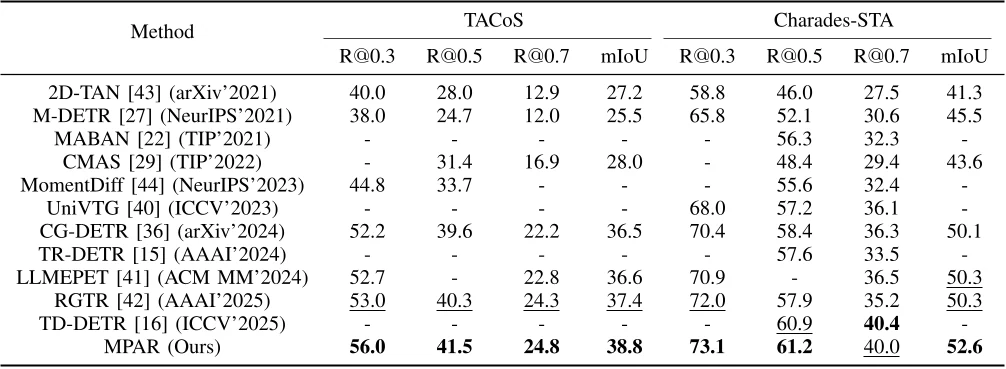 Method TACoS Charades-STA
R@0.3 R@0.5 R@0.7 mIoU R@0.3 R@0.5 R@0.7 mIoU
2D-TAN [43] (arXiv'2021) 40.0 28.0 12.9 27.2 58.8 46.0 27.5 41.3
M-DETR [27] (NeurIPS'2021) 38.0 24.7 12.0 25.5 65.8 52.1 30.6 45.5
MABAN [22] (TIP'2021) - - - - - 56.3 32.3 -
CMAS [29] (TIP'2022) - 31.4 16.9 28.0 - 48.4 29.4 43.6
MomentDiff [44] (NeurIPS'2023) 44.8 33.7 - - - 55.6 32.4 -
UniVTG [40] (ICCV'2023) - - - - 68.0 57.2 36.1 -
CG-DETR [36] (arXiv'2024) 52.2 39.6 22.2 36.5 70.4 58.4 36.3 50.1
TR-DETR [15] (AAAI'2024) - - - - - 57.6 33.5 -
LLMEPET [41] (ACM MM'2024) 52.7 - 22.8 36.6 70.9 - 36.5 50.3
RGTR [42] (AAAI'2025) 53.0 40.3 24.3 37.4 72.0 57.9 35.2 50.3
TD-DETR [16] (ICCV'2025) - - - - - 60.9 40.4 -
MPAR (Ours) 56.0 41.5 24.8 38.8 73.1 61.2 40.0 52.6